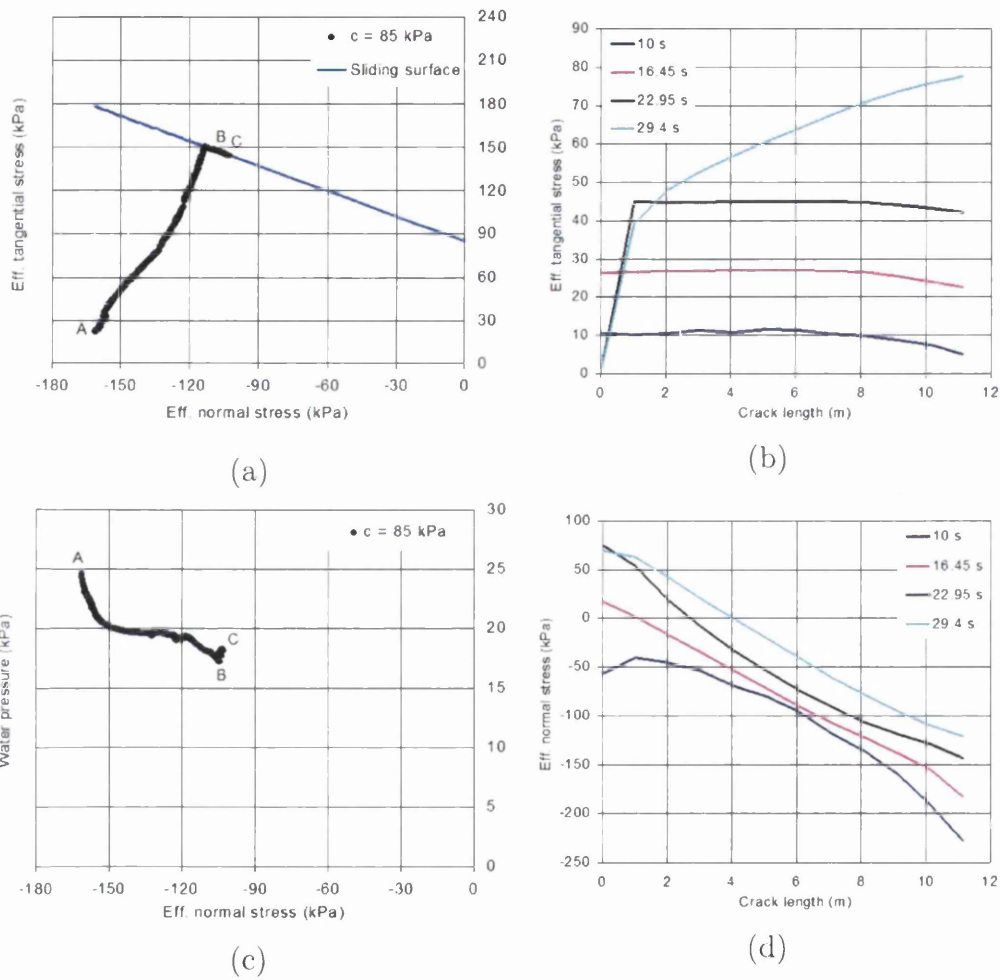 240
210
180
150
120
90
60
30
0
c = 85 kPa
Sliding surface
B C
A
Eff. tangential stress (kPa)
-180 -150 -120 -90 -60 -30 0
Eff. normal stress (kPa)
(a)
90
80
70
60
50
40
30
20
10
0
10 s
16.45 s
22.95 s
29.4 s
Eff. tangential stress (kPa)
0 2 4 6 8 10 12
Crack length (m)
(b)
30
25
20
15
10
5
0
c = 85 kPa
A
C
B
Water pressure (kPa)
-180 -150 -120 -90 -60 -30 0
Eff. normal stress (kPa)
(c)
100
50
0
-50
-100
-150
-200
-250
10 s
16.45 s
22.95 s
29.4 s
Eff. normal stress (kPa)
0 2 4 6 8 10 12
Crack length (m)
(d)